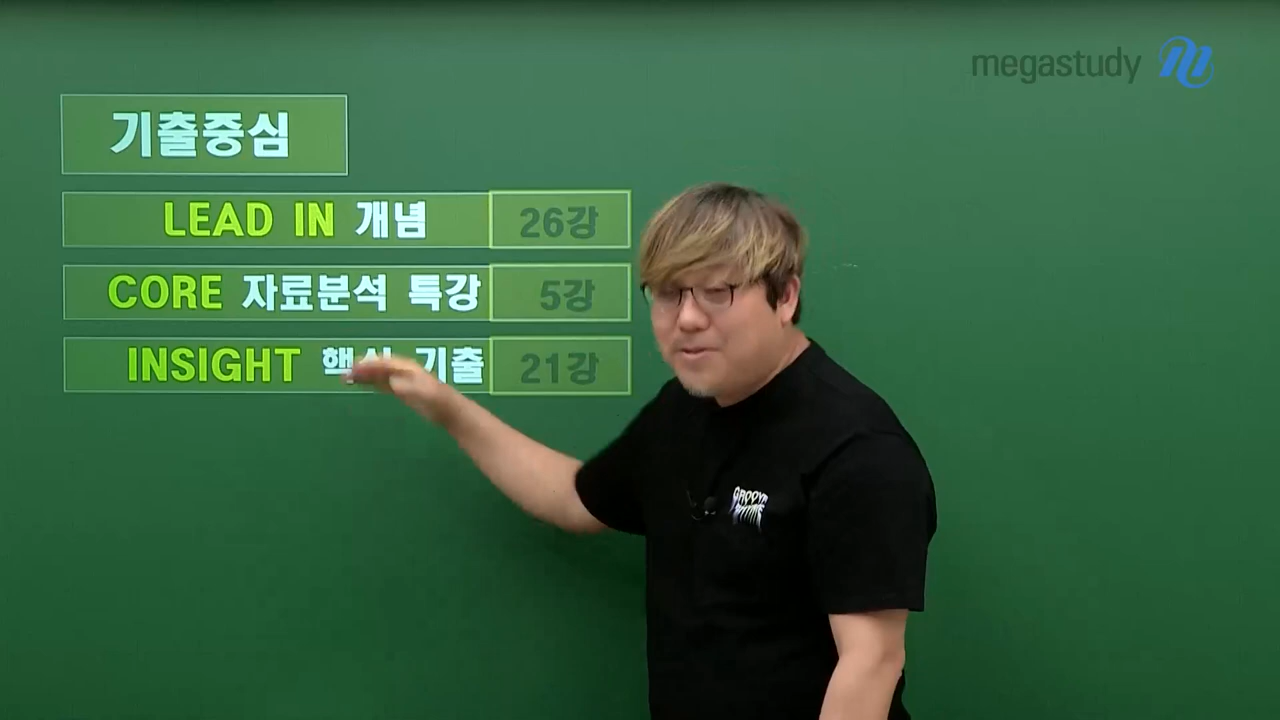 megastudy
기출중심
LEAD IN 개념 26강
CORE 자료분석 특강 5강
INSIGHT 핵심 기출 21강